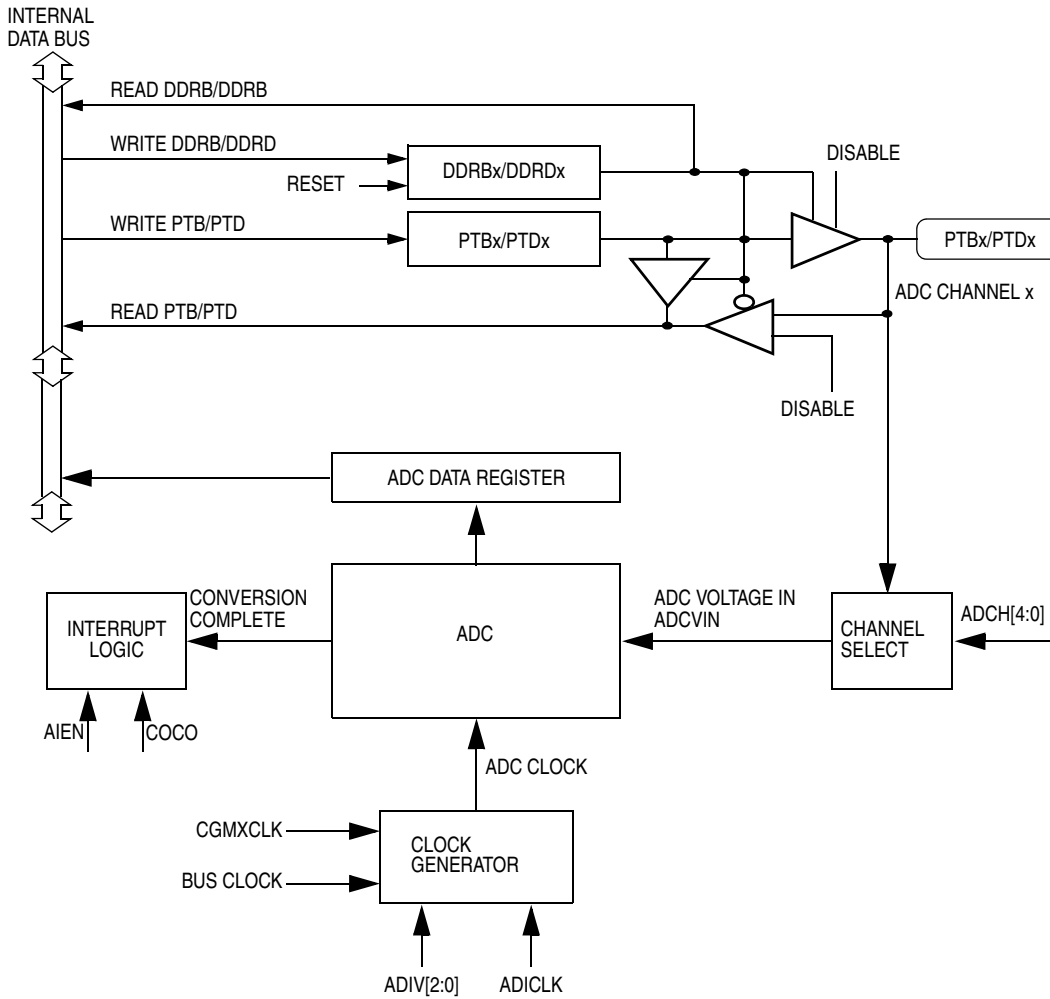 INTERNAL
DATA BUS
READ DDRB/DDRB
WRITE DDRB/DDRD
RESET
DDRBx/DDRDx
DISABLE
WRITE PTB/PTD
PTBx/PTDx
PTBx/PTDx
ADC CHANNEL x
READ PTB/PTD
DISABLE
ADC DATA REGISTER
INTERRUPT
LOGIC
CONVERSION
COMPLETE
ADC
ADC VOLTAGE IN
ADCVIN
CHANNEL
SELECT
ADCH[4:0]
AIEN
COCO
ADC CLOCK
CGMXCLK
BUS CLOCK
CLOCK
GENERATOR
ADIV[2:0]
ADICLK